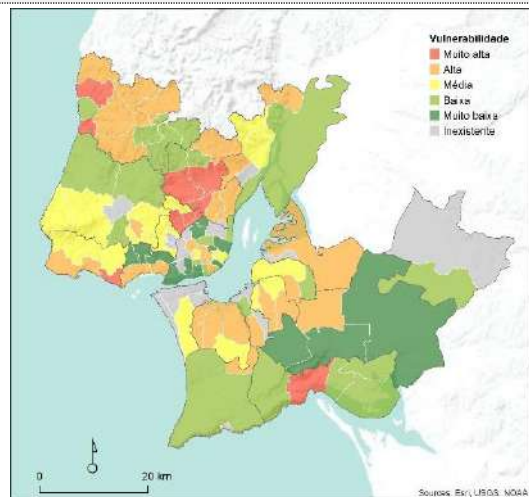 Vulnerabilidade
Muito alta
Alta
Média
Baixa
Muito baixa
Inexistente
0 20 km
Sources: Esri, USGS, NOAA